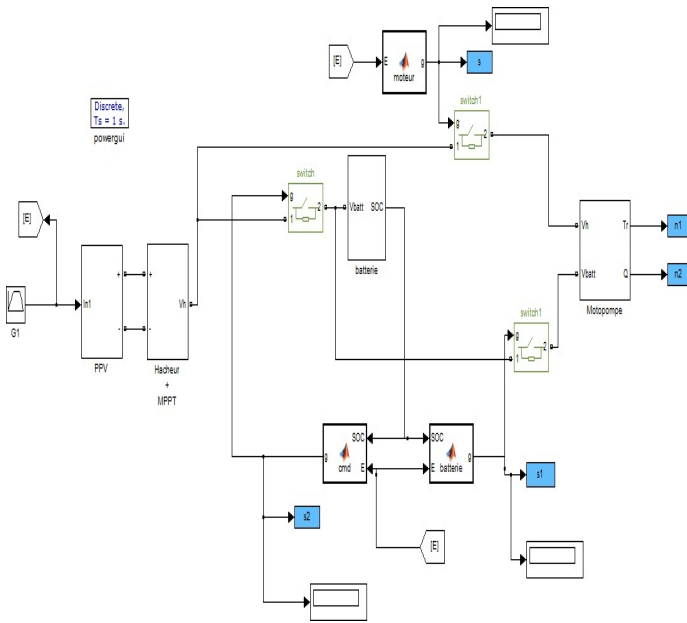 [E]
E
moteur
g
s
Discrete,
Ts = 1 s.
powergui
switch1
g
1
2
switch
g
1
2
Vbatt
SOC
batterie
[E]
G1
In1
+
-
PPV
+
-
Vh
Hacheur
+
MPPT
Vh
Vbatt
Tr
Q
Motopompe
n1
n2
switch1
g
1
2
g
SOC
E
cmd
SOC
E
g
batterie
s1
s2
[E]